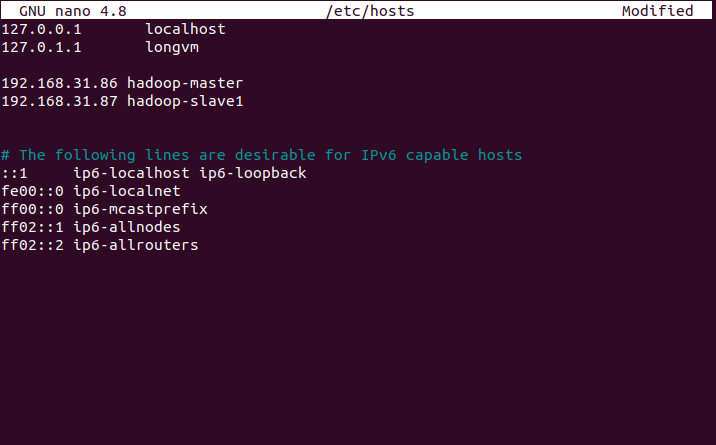 GNU nano 4.8 /etc/hosts Modified
127.0.0.1 localhost
127.0.1.1 longvm
192.168.31.86 hadoop-master
192.168.31.87 hadoop-slave1
# The following lines are desirable for IPv6 capable hosts
::1 ip6-localhost ip6-loopback
fe00::0 ip6-localnet
ff00::0 ip6-mcastprefix
ff02::1 ip6-allnodes
ff02::2 ip6-allrouters